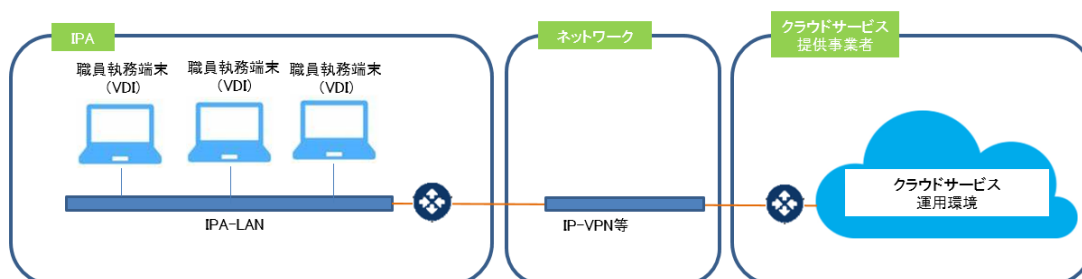 IPA
ネットワーク
クラウドサービス
提供事業者
職員執務端末
(VDI)
職員執務端末
(VDI)
職員執務端末
(VDI)
クラウドサービス
運用環境
IPA-LAN
IP-VPN等